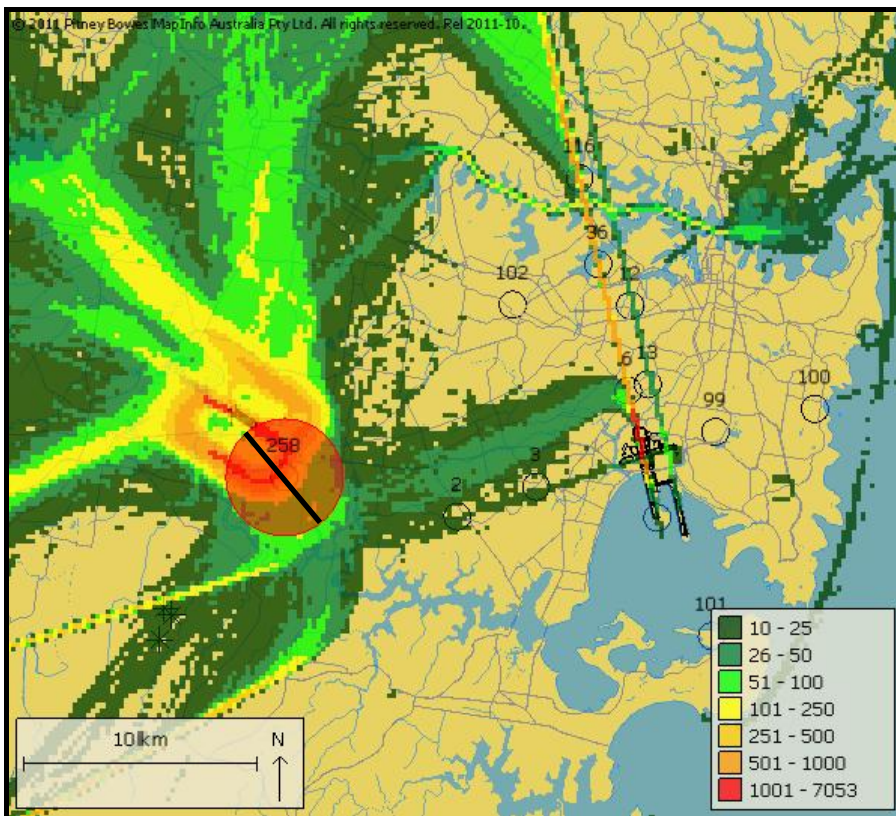 © 2011 Pitney Bowes MapInfo Australia Pty Ltd. All rights reserved. Rel 2011-10.
116
36
102
12
6
13
100
99
258
3
2
101
10 - 25
26 - 50
51 - 100
101 - 250
251 - 500
501 - 1000
1001 - 7053
10 km
N